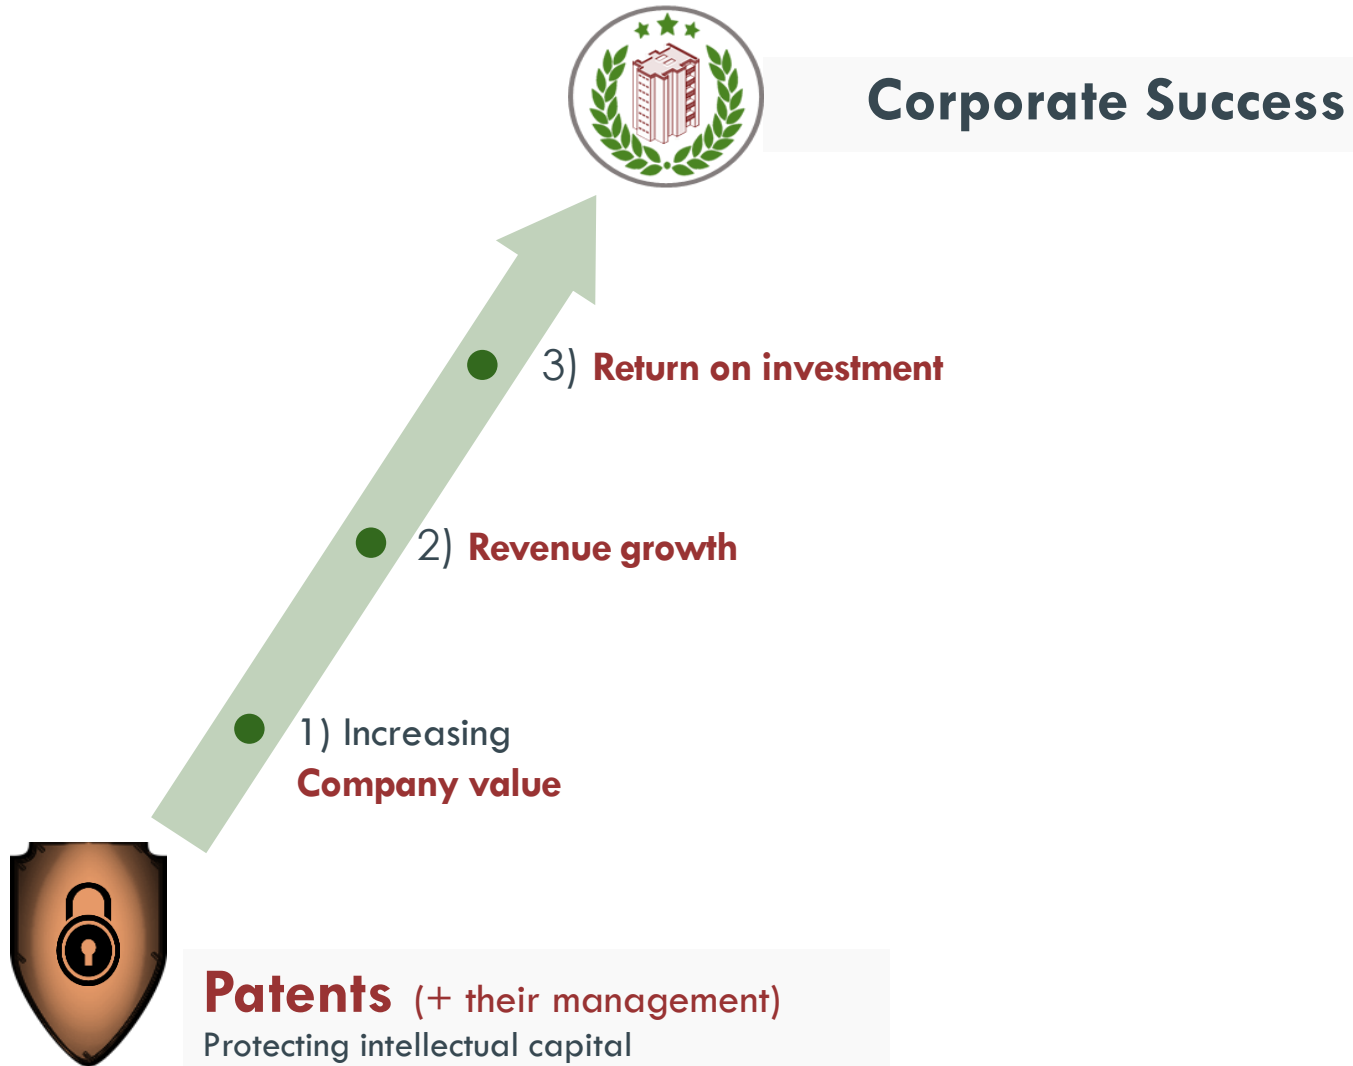 Corporate Success
3) Return on investment
2) Revenue growth
1) Increasing
Company value
Patents (+ their management)
Protecting intellectual capital